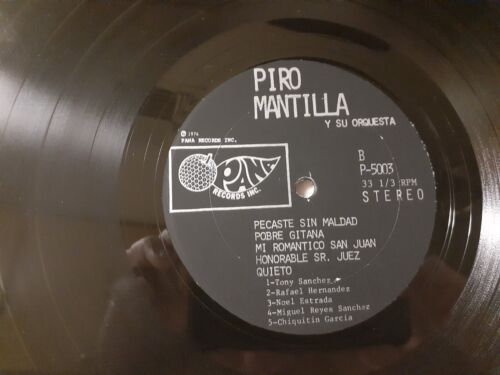 PIRO
MANTILLA
Y SU ORQUESTA
℗ 1974
PANA RECORDS INC.
PANA
RECORDS INC.
B
P-5003
33 1/3 RPM
STEREO
PECASTE SIN MALDAD
POBRE GITANA
MI ROMANTICO SAN JUAN
HONORABLE SR. JUEZ
QUIETO
1-Tony Sanchez
2-Rafael Hernandez
3-Noel Estrada
4-Miguel Reyes Sanchez
5-Chiquitin Garcia